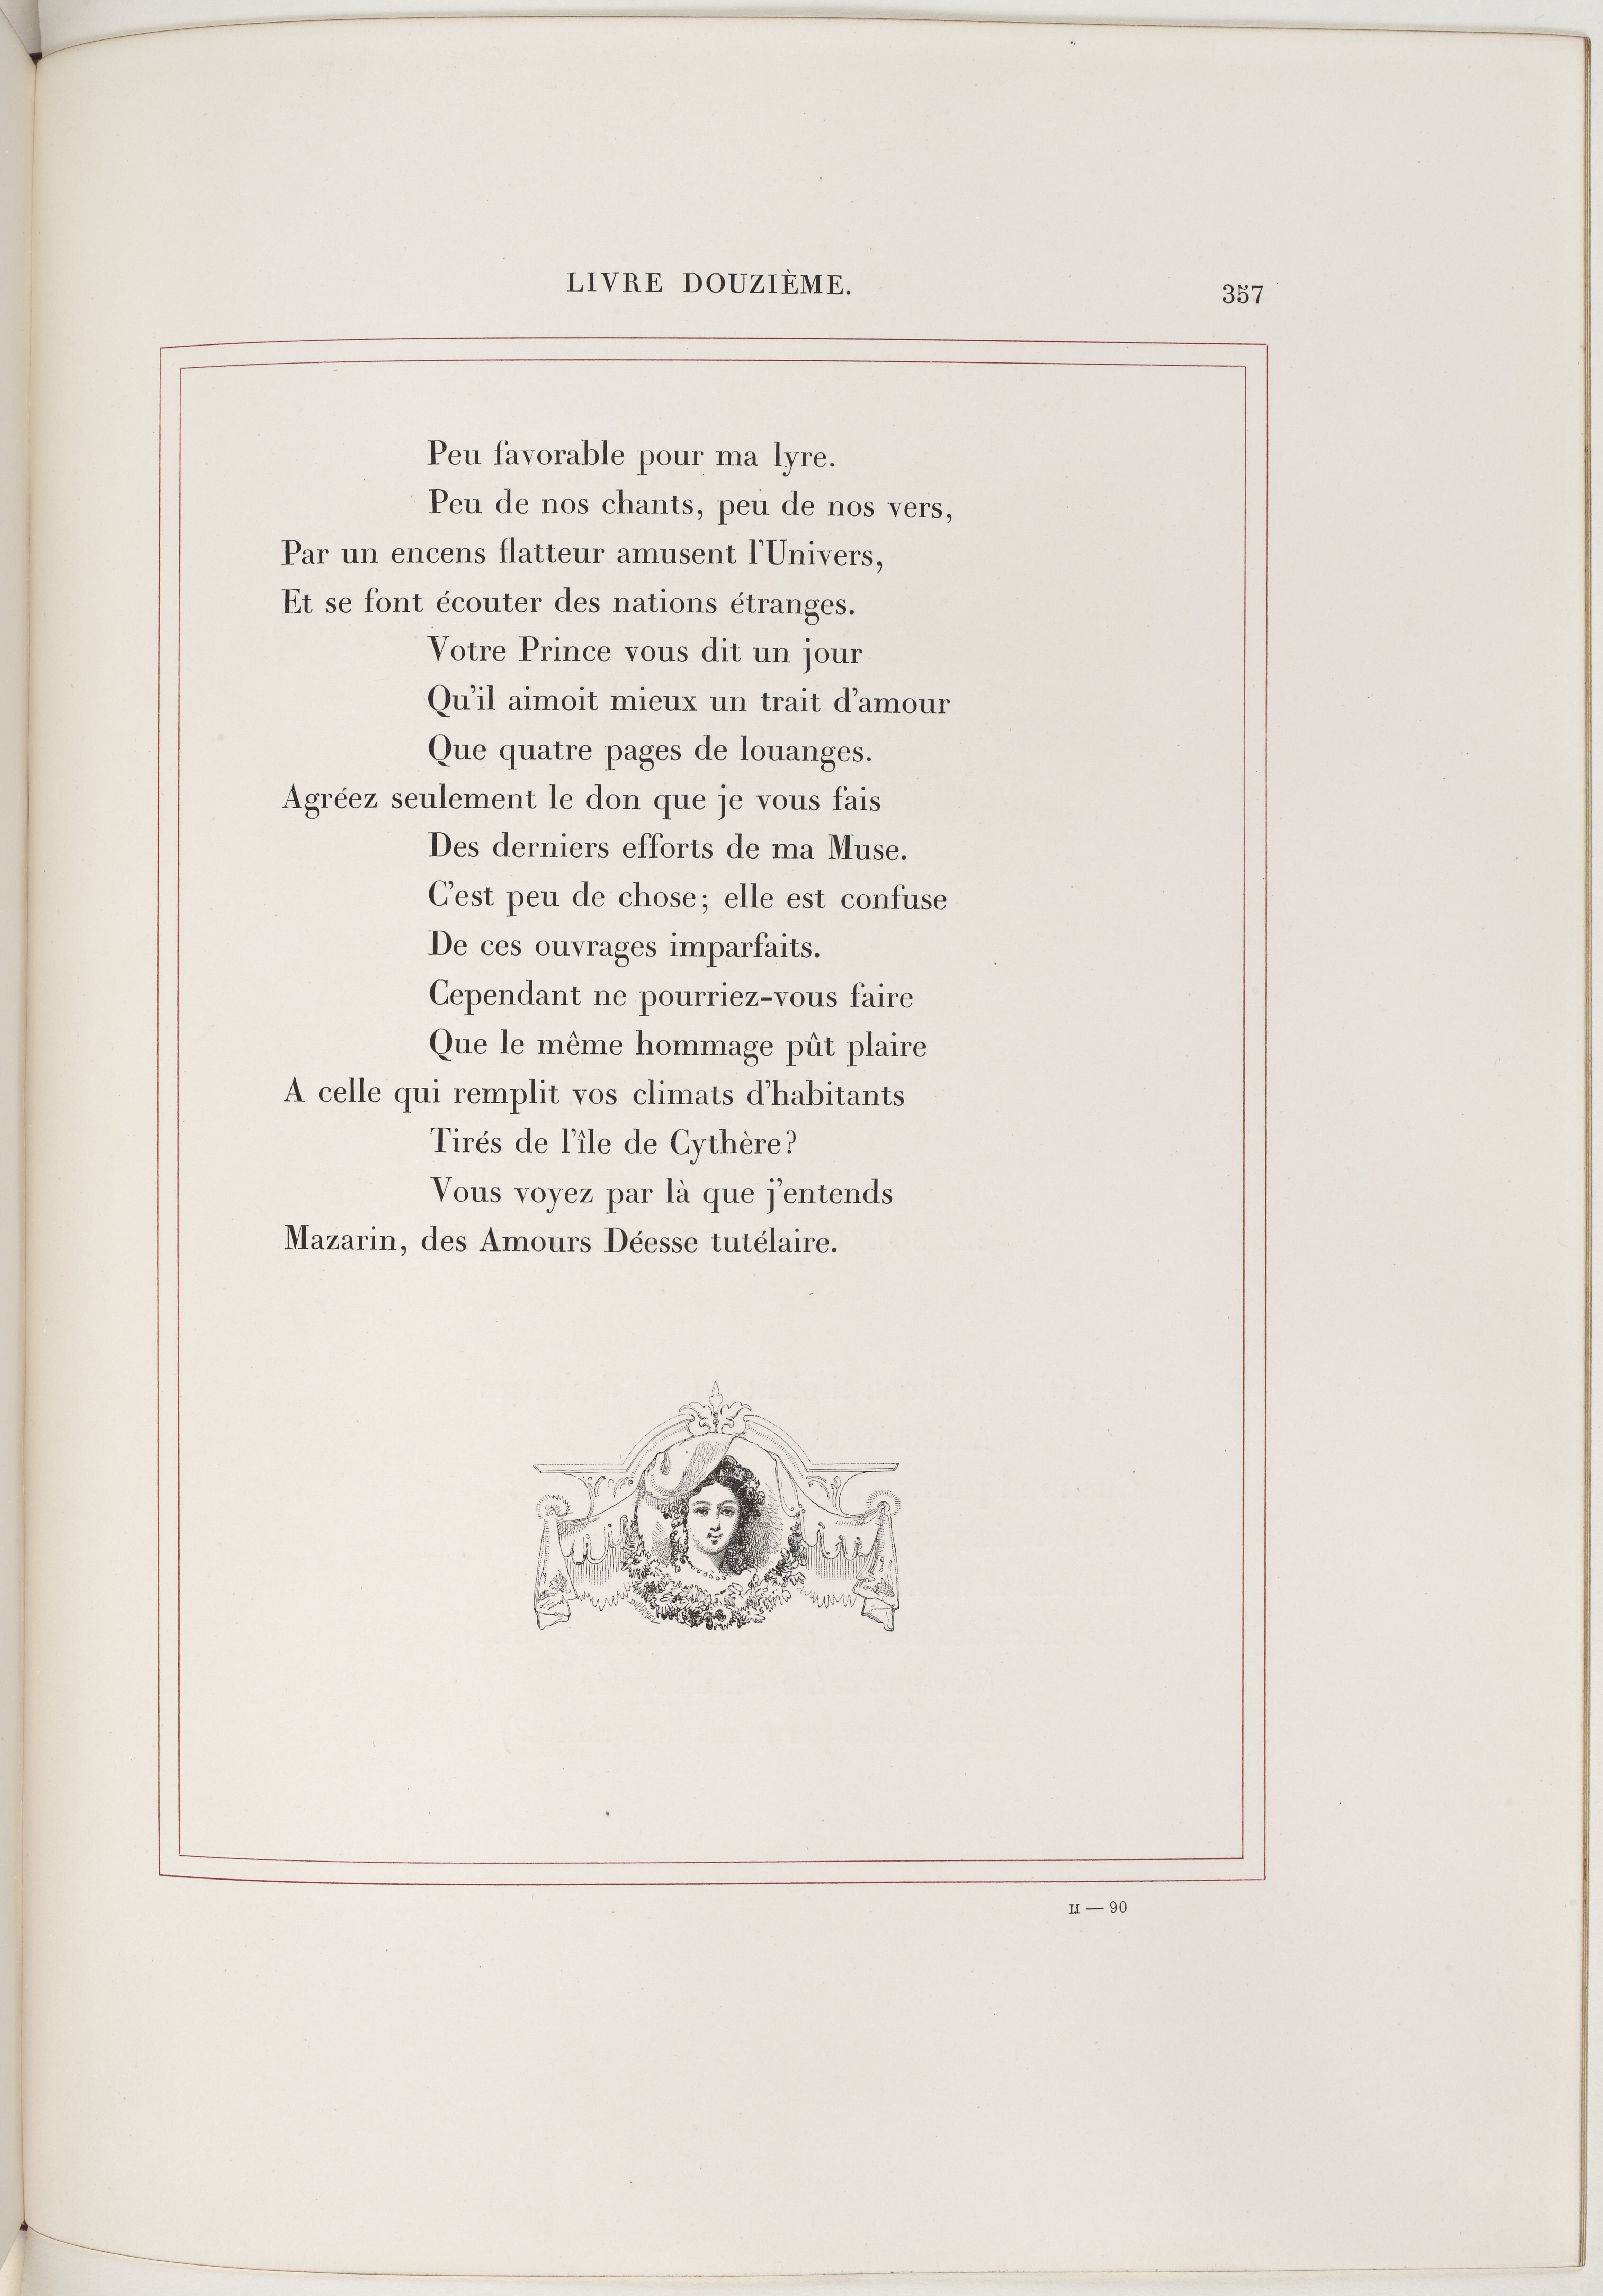 LIVRE DOUZIÈME.
357
Peu favorable pour ma lyre.
Peu de nos chants, peu de nos vers,
Par un encens flatteur amusent l'Univers,
Et se font écouter des nations étranges.
Votre Prince vous dit un jour
Qu'il aimoit mieux un trait d'amour
Que quatre pages de louanges.
Agréez seulement le don que je vous fais
Des derniers efforts de ma Muse.
C'est peu de chose; elle est confuse
De ces ouvrages imparfaits.
Cependant ne pourriez-vous faire
Que le même hommage pût plaire
A celle qui remplit vos climats d'habitants
Tirés de l'île de Cythère?
Vous voyez par là que j'entends
Mazarin, des Amours Déesse tutélaire.
II — 90